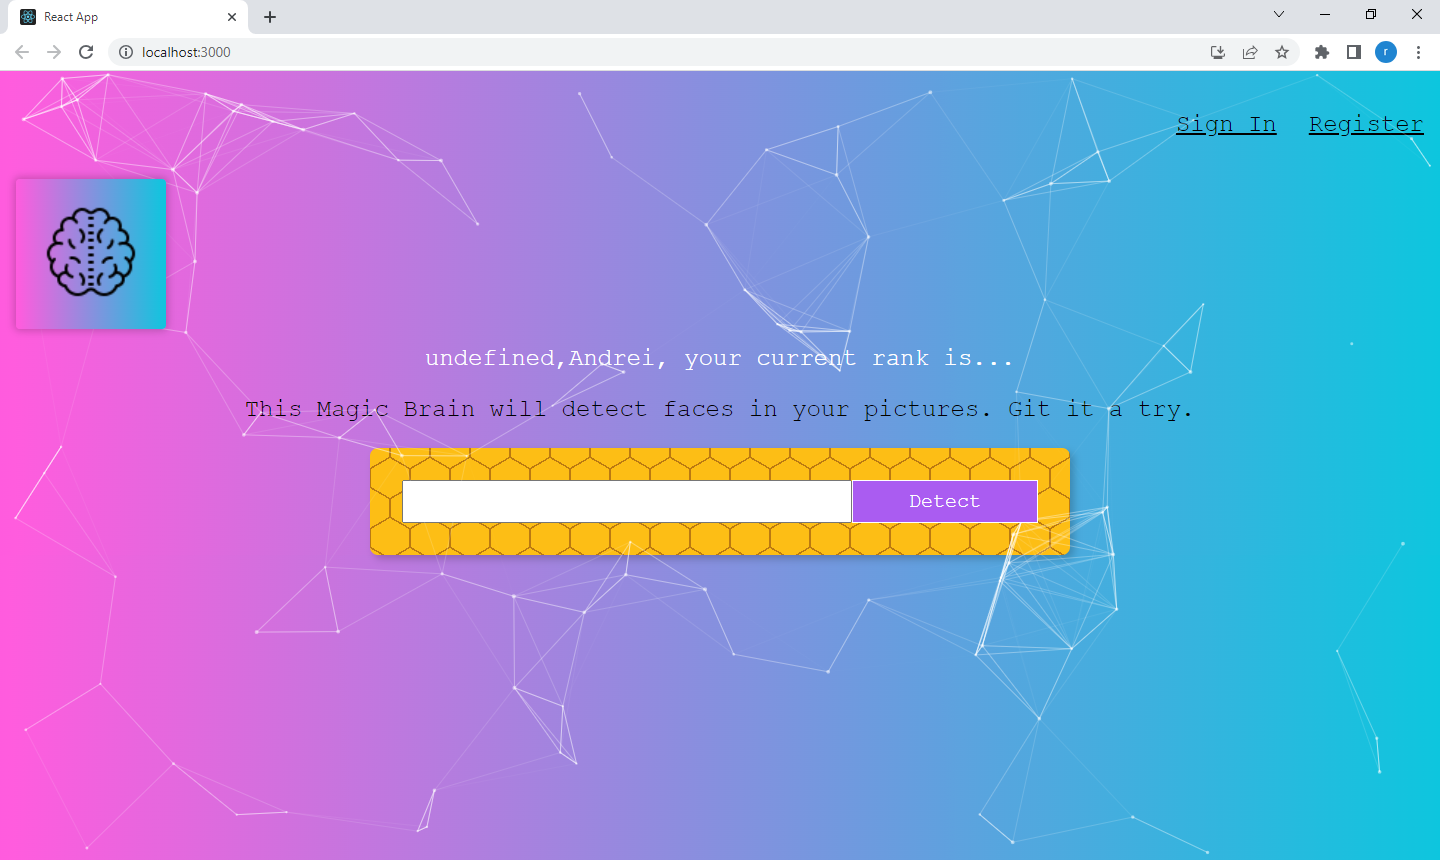 React App
localhost:3000
r
Sign In Register
undefined,Andrei, your current rank is...
This Magic Brain will detect faces in your pictures. Git it a try.
Detect